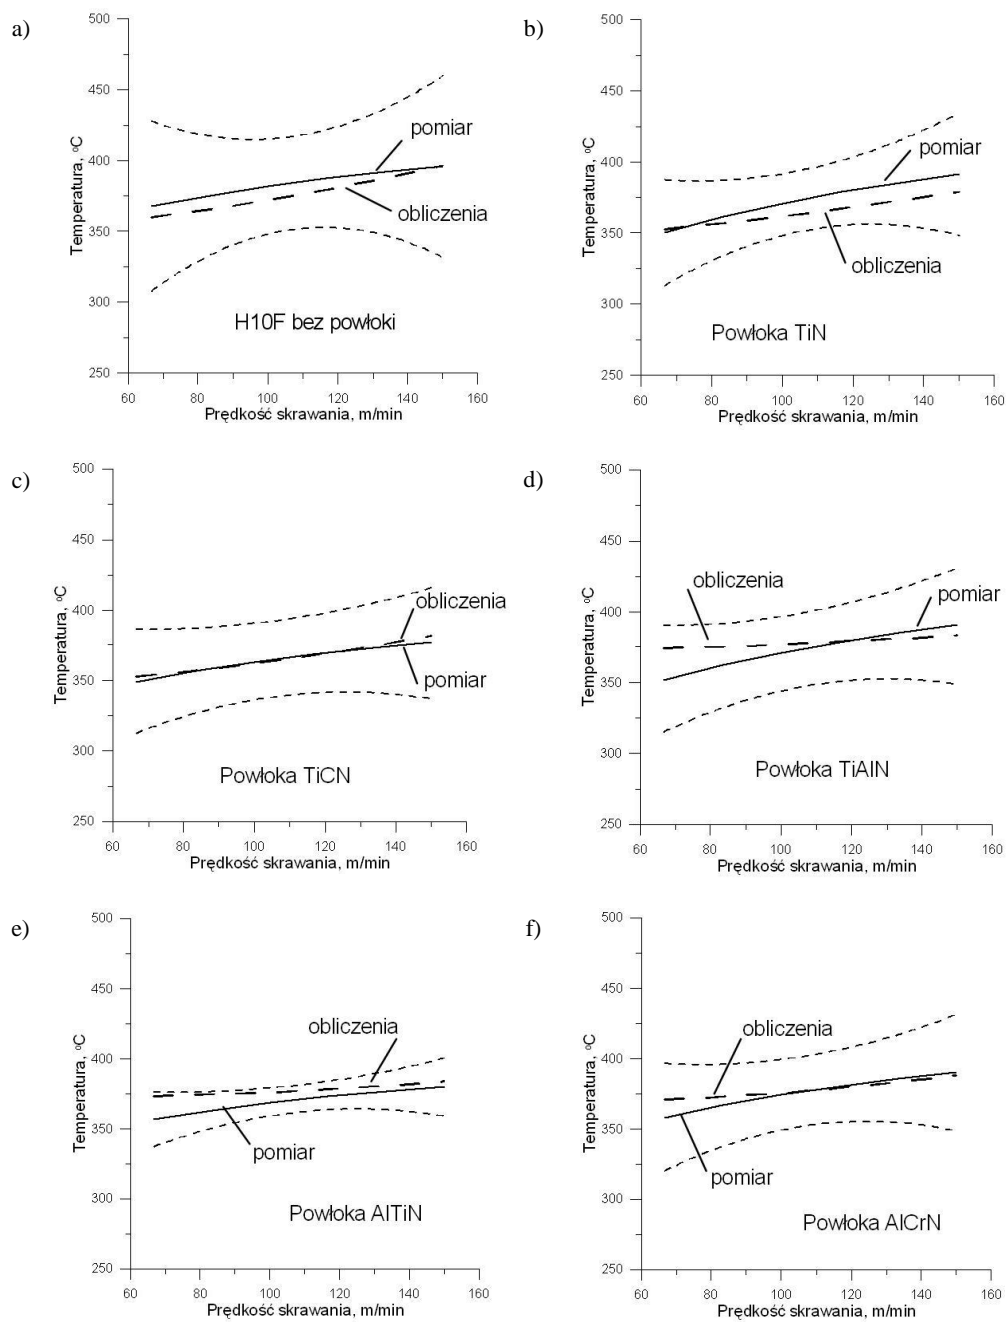 a)
500
450
400
350
300
250
Temperatura, °C
pomiar
obliczenia
H10F bez powłoki
60 80 100 120 140 160
Prędkość skrawania, m/min
b)
500
450
400
350
300
250
Temperatura, °C
pomiar
obliczenia
Powłoka TiN
60 80 100 120 140 160
Prędkość skrawania, m/min
c)
500
450
400
350
300
250
Temperatura, °C
obliczenia
pomiar
Powłoka TiCN
60 80 100 120 140 160
Prędkość skrawania, m/min
d)
500
450
400
350
300
250
Temperatura, °C
obliczenia
pomiar
Powłoka TiAlN
60 80 100 120 140 160
Prędkość skrawania, m/min
e)
500
450
400
350
300
250
Temperatura, °C
obliczenia
pomiar
Powłoka AlTiN
60 80 100 120 140 160
Prędkość skrawania, m/min
f)
500
450
400
350
300
250
Temperatura, °C
obliczenia
pomiar
Powłoka AlCrN
60 80 100 120 140 160
Prędkość skrawania, m/min